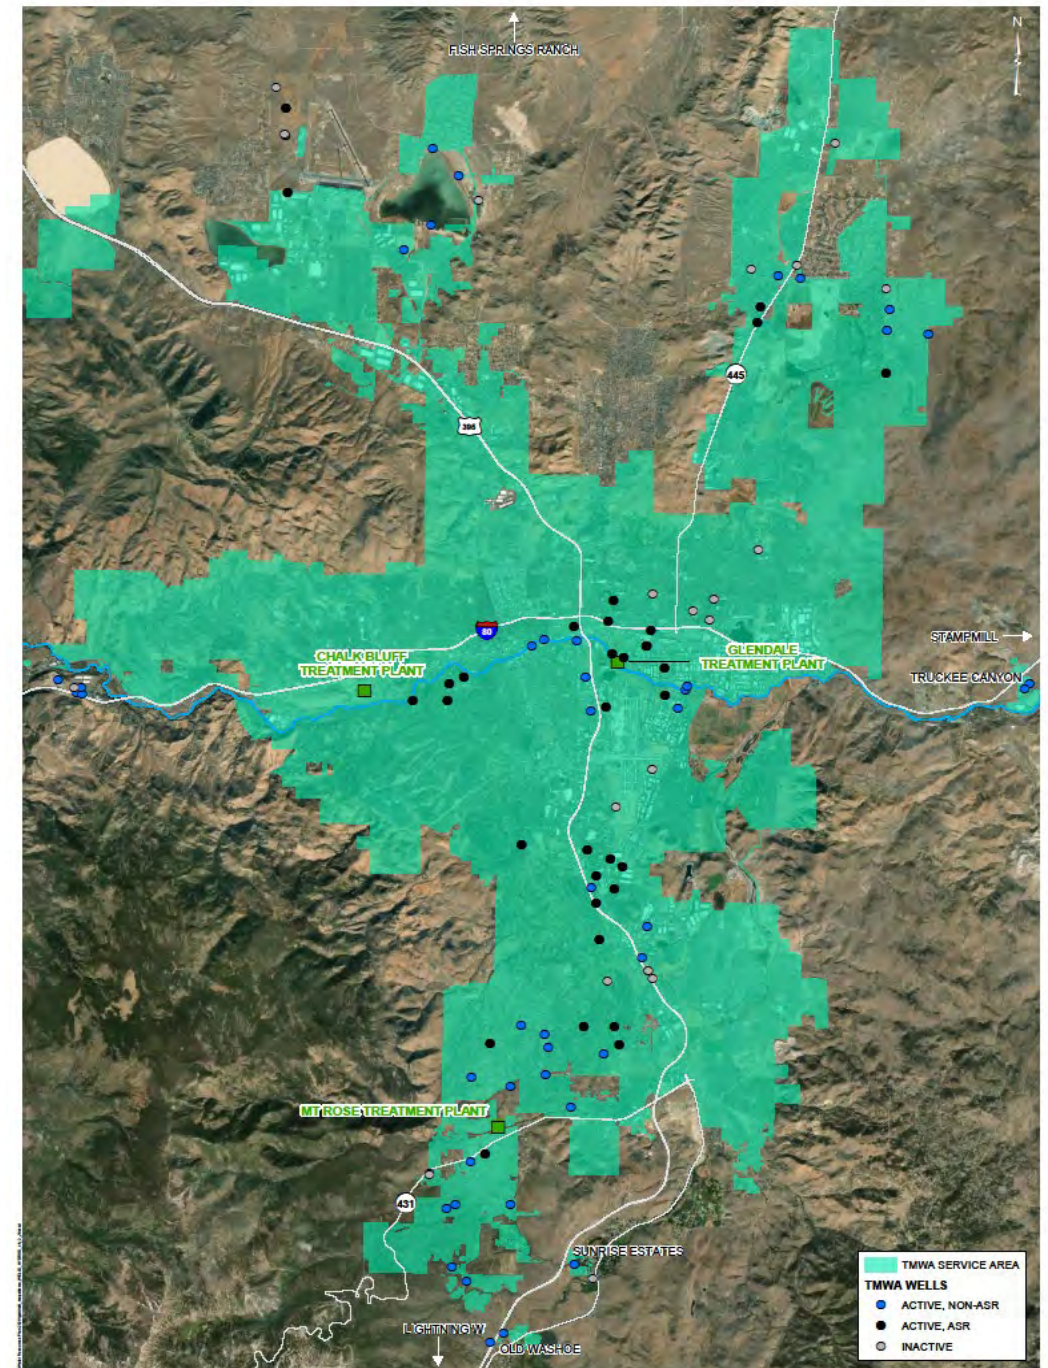 N
FISH SPRINGS RANCH
445
395
80
STAMPMILL
CHALK BLUFF
TREATMENT PLANT
GLENDALE
TREATMENT PLANT
TRUCKEE CANYON
MT ROSE TREATMENT PLANT
431
SUNRISE ESTATES
LIGHTNING W
OLD WASHOE
TMWA SERVICE AREA
TMWA WELLS
ACTIVE, NON-ASR
ACTIVE, ASR
INACTIVE